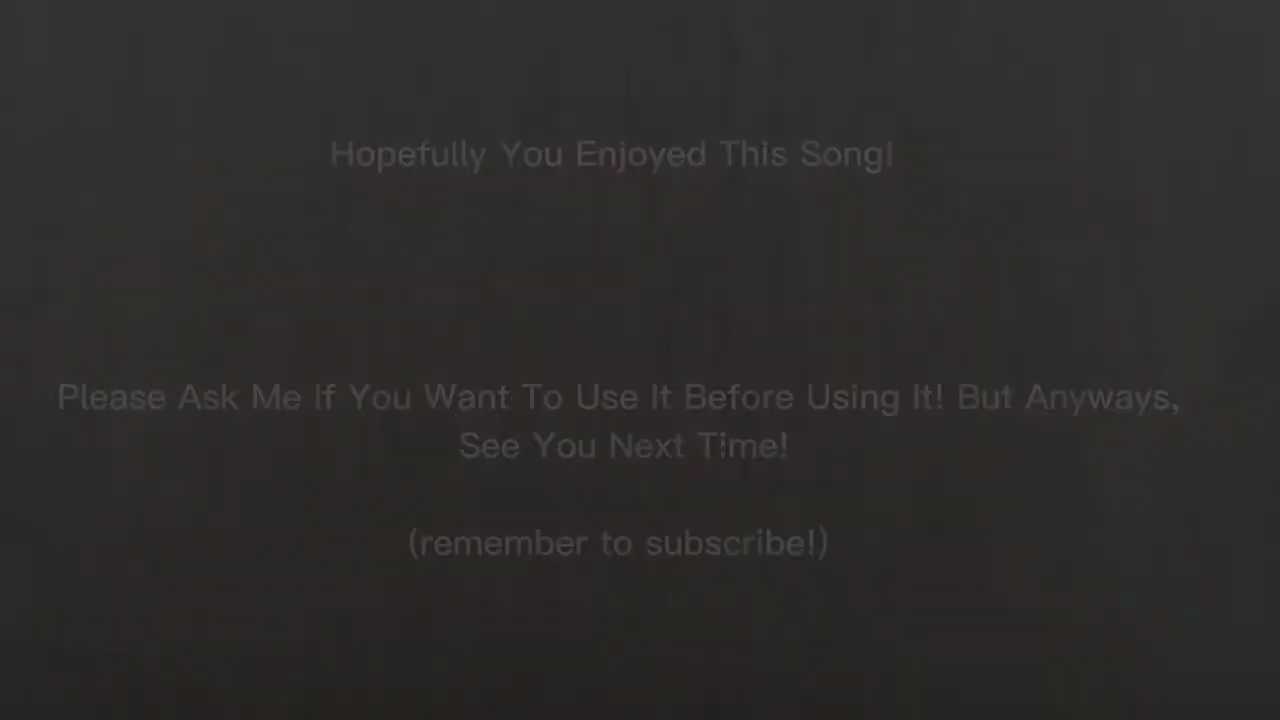 Hopefully You Enjoyed This Song!
Please Ask Me If You Want To Use It Before Using It! But Anyways,
See You Next Time!
(remember to subscribe!)